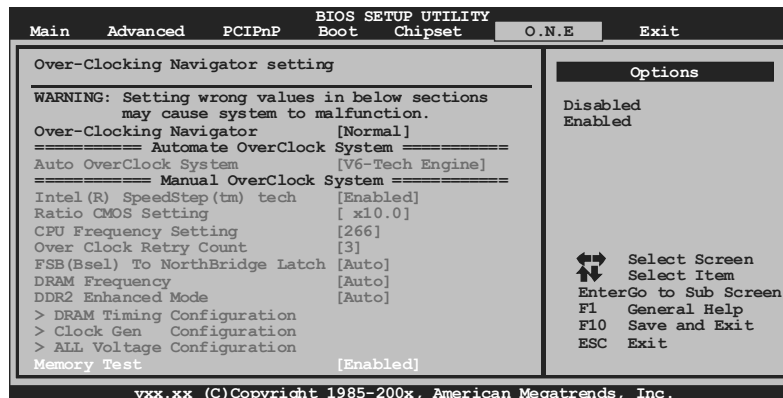 BIOS SETUP UTILITY
Main Advanced PCIPnP Boot Chipset O.N.E Exit
Over-Clocking Navigator setting
WARNING: Setting wrong values in below sections
may cause system to malfunction.
Over-Clocking Navigator [Normal]
=========== Automate OverClock System ===========
Auto OverClock System [V6-Tech Engine]
============ Manual OverClock System ============
Intel(R) SpeedStep(tm) tech [Enabled]
Ratio CMOS Setting [ x10.0]
CPU Frequency Setting [266]
Over Clock Retry Count [3]
FSB(Bsel) To NorthBridge Latch [Auto]
DRAM Frequency [Auto]
DDR2 Enhanced Mode [Auto]
> DRAM Timing Configuration
> Clock Gen Configuration
> ALL Voltage Configuration
Memory Test [Enabled]
Options
Disabled
Enabled
Select Screen
Select Item
EnterGo to Sub Screen
F1 General Help
F10 Save and Exit
ESC Exit
vxx.xx (C)Copyright 1985-200x, American Megatrends, Inc.